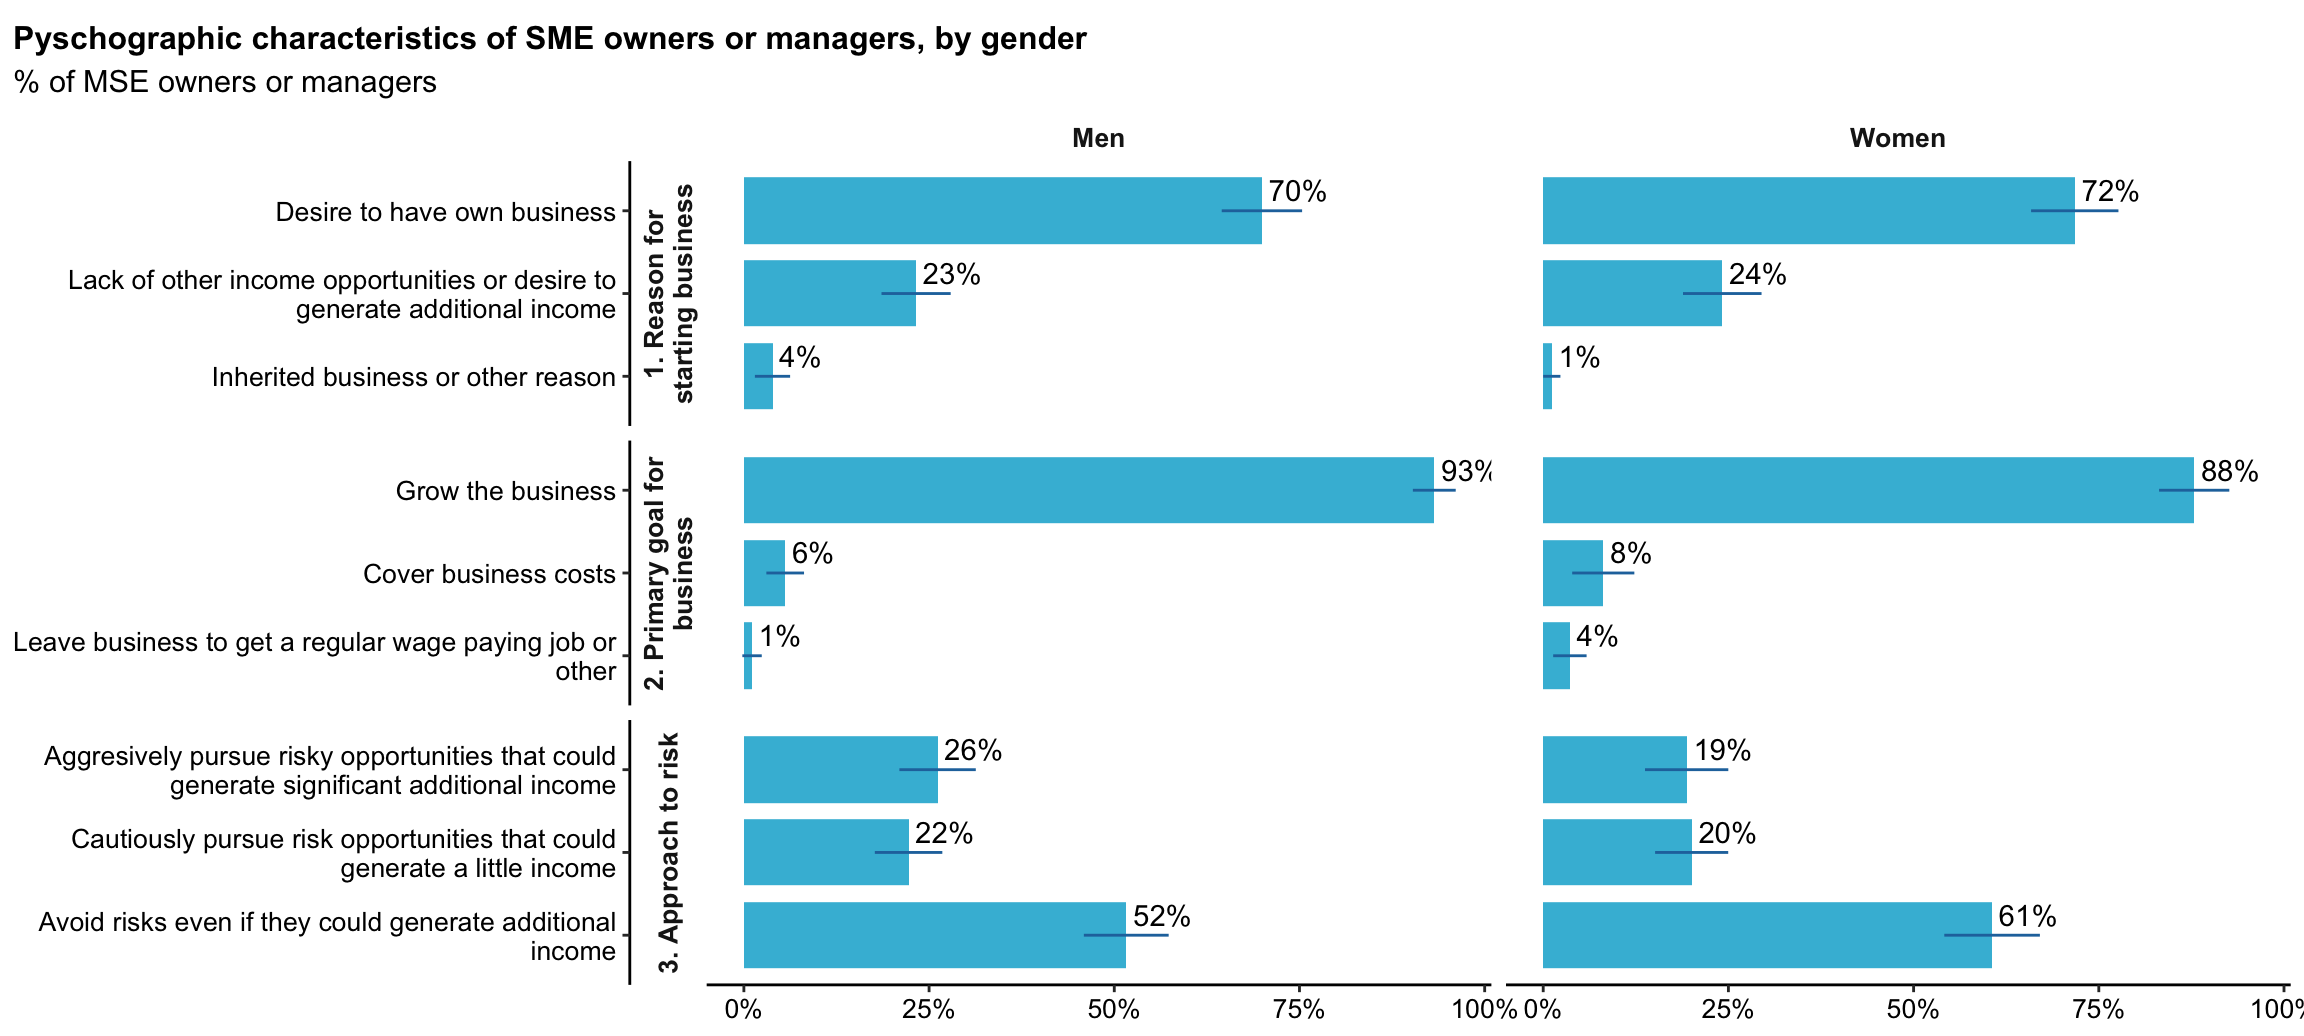 Pyschographic characteristics of SME owners or managers, by gender
% of MSE owners or managers
Men
Women
1. Reason for
starting business
Desire to have own business
70%
72%
Lack of other income opportunities or desire to
generate additional income
23%
24%
Inherited business or other reason
4%
1%
2. Primary goal for
business
Grow the business
93%
88%
Cover business costs
6%
8%
Leave business to get a regular wage paying job or
other
1%
4%
3. Approach to risk
Aggresively pursue risky opportunities that could
generate significant additional income
26%
19%
Cautiously pursue risk opportunities that could
generate a little income
22%
20%
Avoid risks even if they could generate additional
income
52%
61%
0% 25% 50% 75% 100%
0% 25% 50% 75% 100%